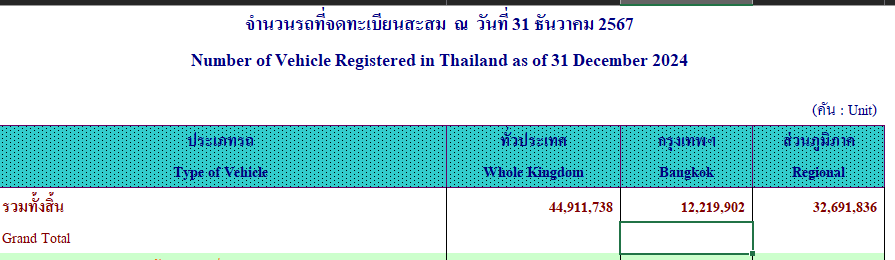 จำนวนรถที่จดทะเบียนสะสม ณ วันที่ 31 ธันวาคม 2567
Number of Vehicle Registered in Thailand as of 31 December 2024
(คัน : Unit)
ประเภทรถ ทั่วประเทศ กรุงเทพฯ ส่วนภูมิภาค
Type of Vehicle Whole Kingdom Bangkok Regional
รวมทั้งสิ้น 44,911,738 12,219,902 32,691,836
Grand Total